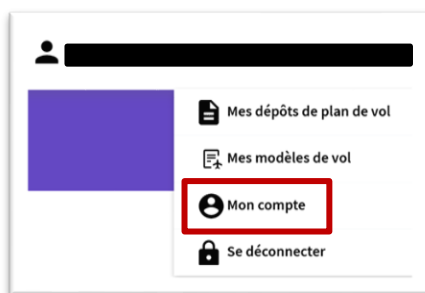 Mes dépôts de plan de vol
Mes modèles de vol
Mon compte
Se déconnecter